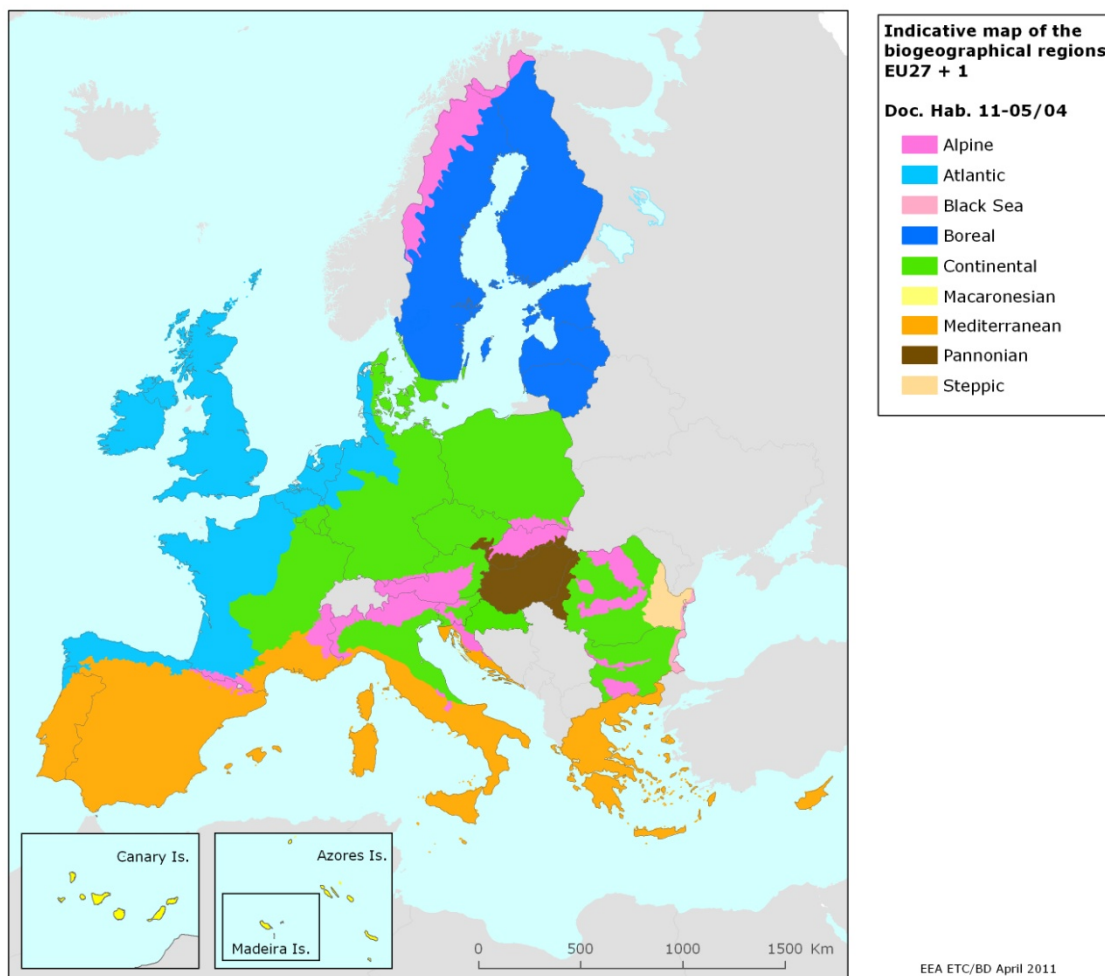 Indicative map of the
biogeographical regions
EU27 + 1
Doc. Hab. 11-05/04
Alpine
Atlantic
Black Sea
Boreal
Continental
Macaronesian
Mediterranean
Pannonian
Steppic
Canary Is.
Azores Is.
Madeira Is.
0 500 1000 1500 Km
EEA ETC/BD April 2011